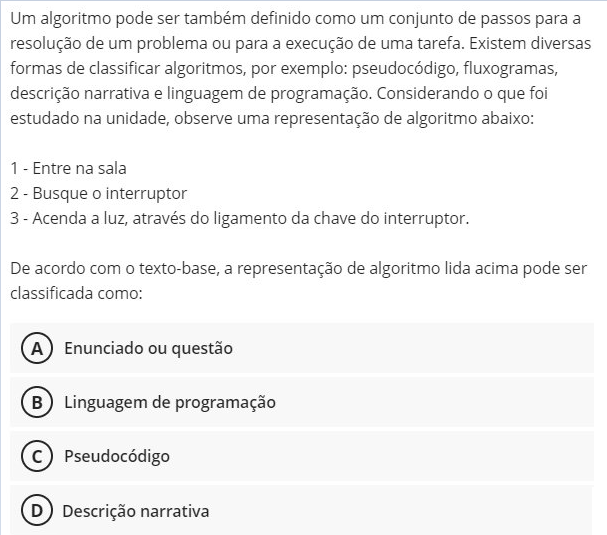 Um algoritmo pode ser também definido como um conjunto de passos para a
resolução de um problema ou para a execução de uma tarefa. Existem diversas
formas de classificar algoritmos, por exemplo: pseudocódigo, fluxogramas,
descrição narrativa e linguagem de programação. Considerando o que foi
estudado na unidade, observe uma representação de algoritmo abaixo:
1 - Entre na sala
2 - Busque o interruptor
3 - Acenda a luz, através do ligamento da chave do interruptor.
De acordo com o texto-base, a representação de algoritmo lida acima pode ser
classificada como:
A Enunciado ou questão
B Linguagem de programação
C Pseudocódigo
D Descrição narrativa